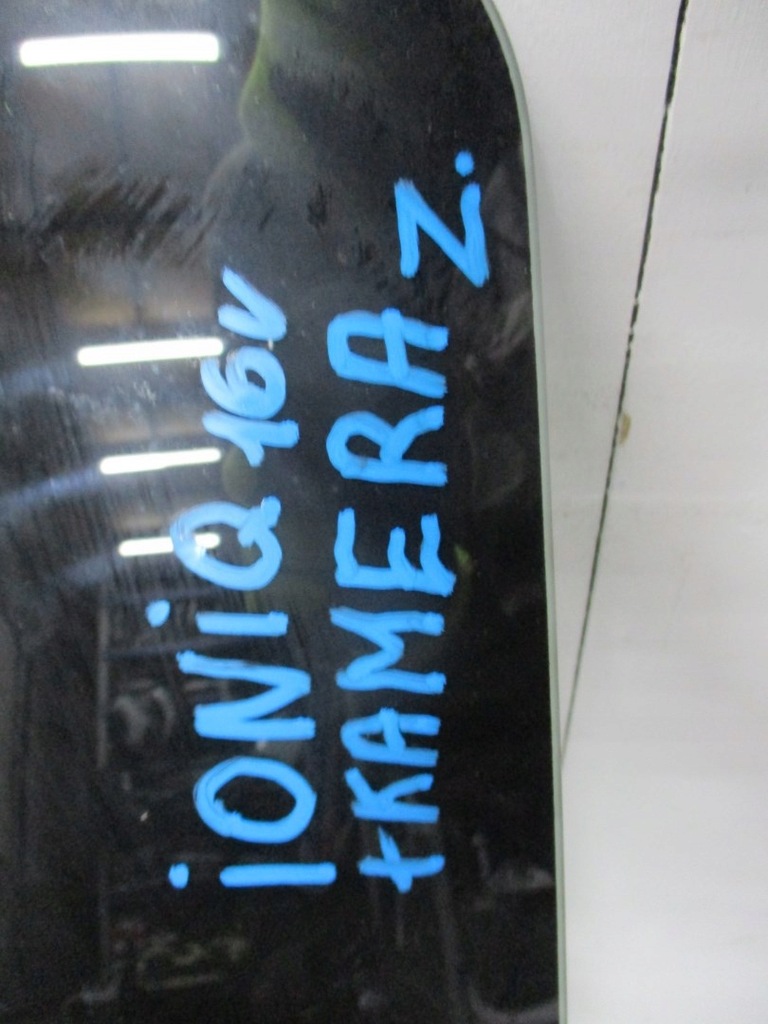 iONiQ 16V
+KAMERA Z.